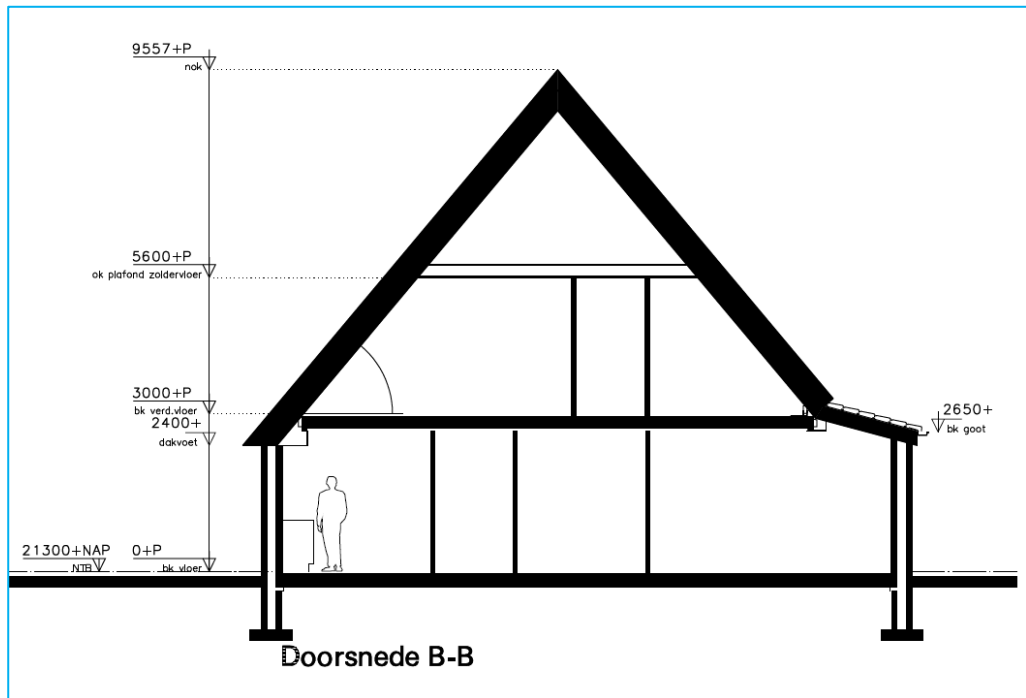 9557+P
nok
5600+P
ok plafond zoldervloer
3000+P
bk verd.vloer
2400+
dakvoet
2650+
bk goot
21300+NAP
NTB
0+P
bk vloer
Doorsnede B-B